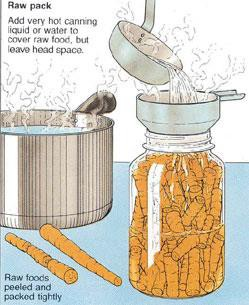 Raw pack
Add very hot canning
liquid or water to
cover raw food, but
leave head space.
Raw foods
peeled and
packed tightly